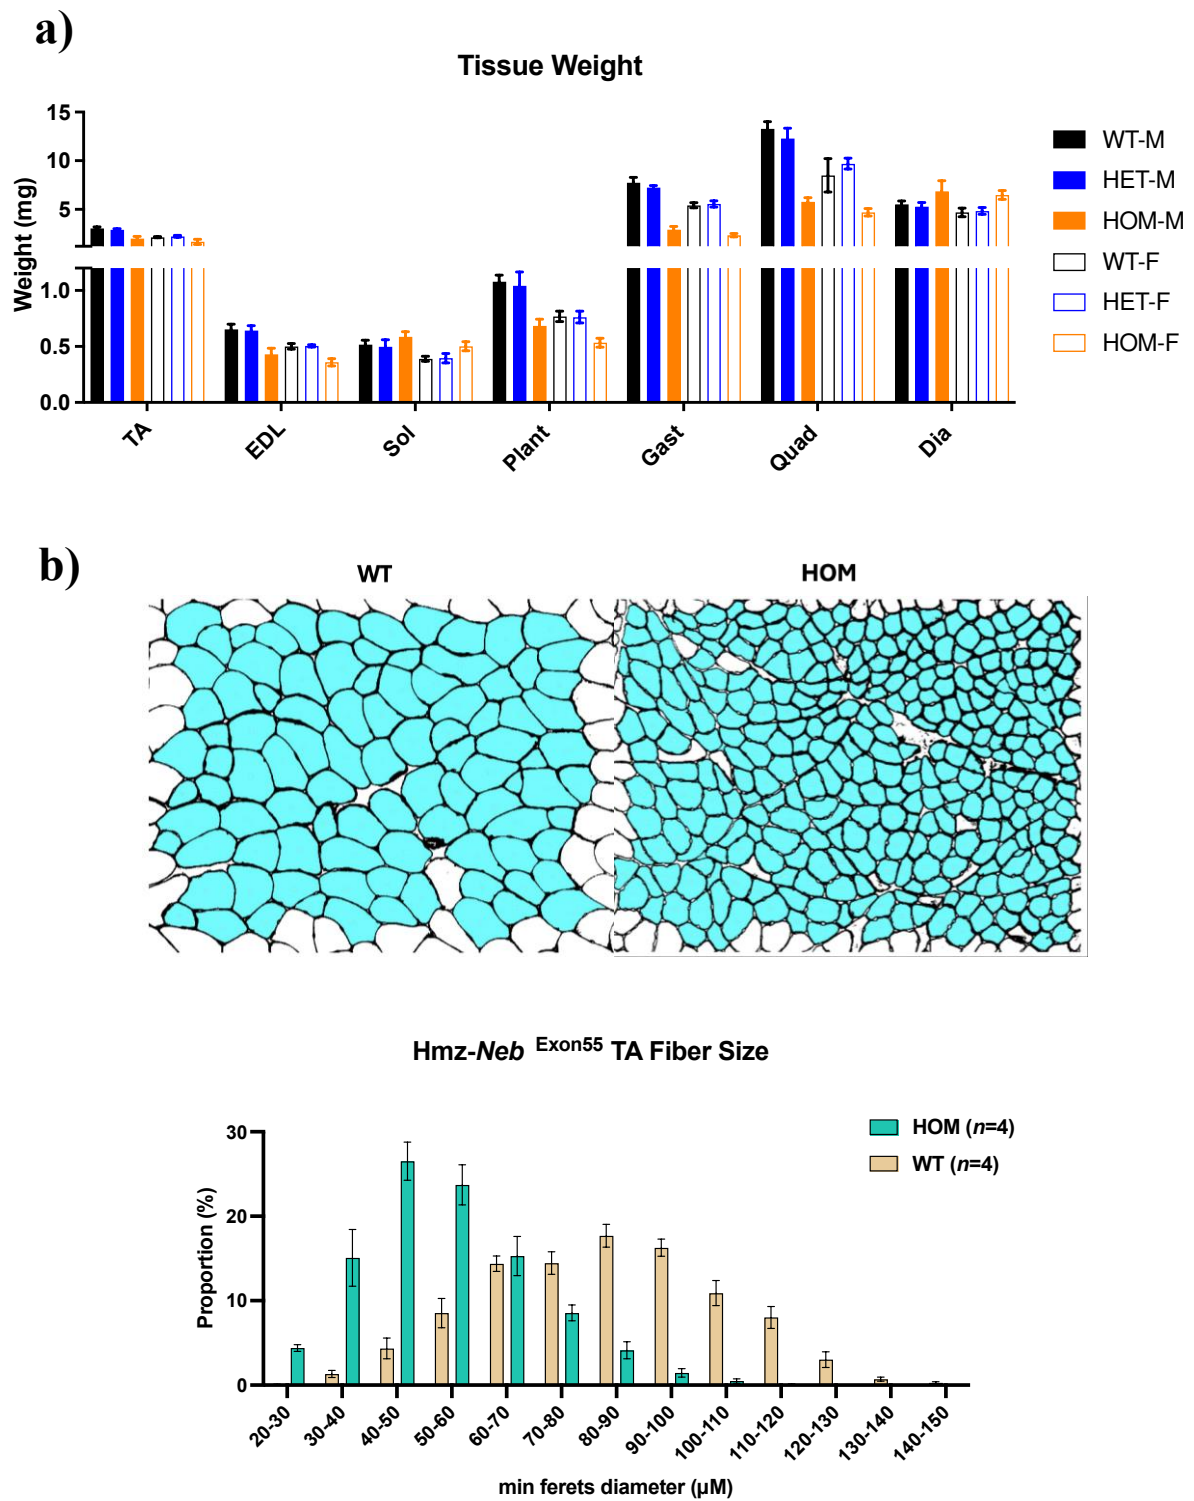 a)
Tissue Weight
Weight (mg)
15
10
5
1.0
0.5
0.0
TA
EDL
Sol
Plant
Gast
Quad
Dia
WT-M
HET-M
HOM-M
WT-F
HET-F
HOM-F
b)
WT
HOM
Hmz-Neb Exon55 TA Fiber Size
HOM (n=4)
WT (n=4)
Proportion (%)
30
20
10
0
20-30
30-40
40-50
50-60
60-70
70-80
80-90
90-100
100-110
110-120
120-130
130-140
140-150
min ferets diameter (µM)